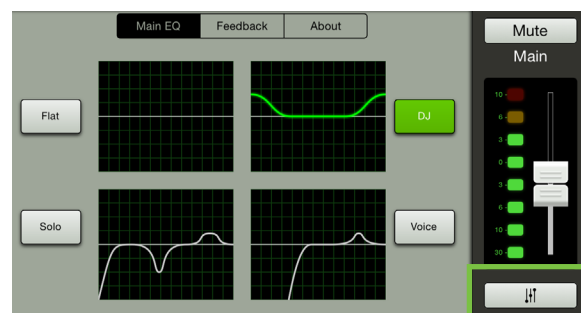 Main EQ Feedback About
Mute
Main
Flat
DJ
Solo
Voice
10
6
3
0
3
6
10
30